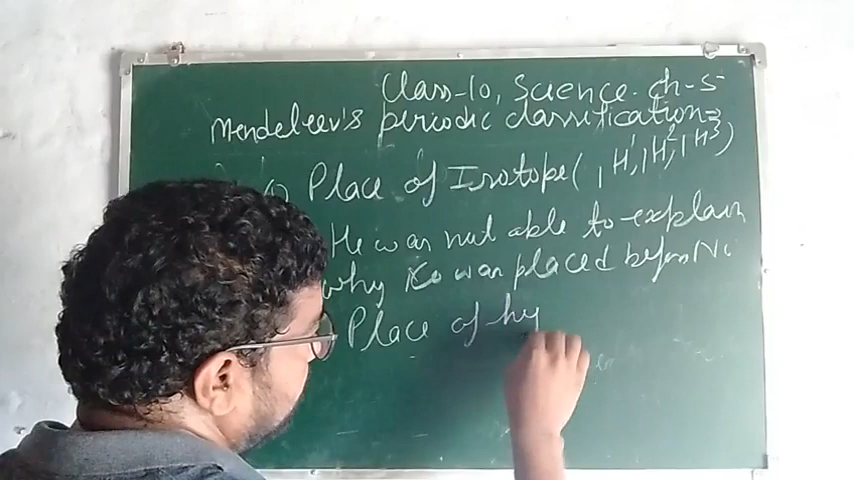 Class-10, Science. ch-5
Mendeleev's periodic classification
(1) Place of Isotope ( ₁H¹, ₁H², ₁H³ )
He was not able to explain
why Co was placed before Ni
Place of hy